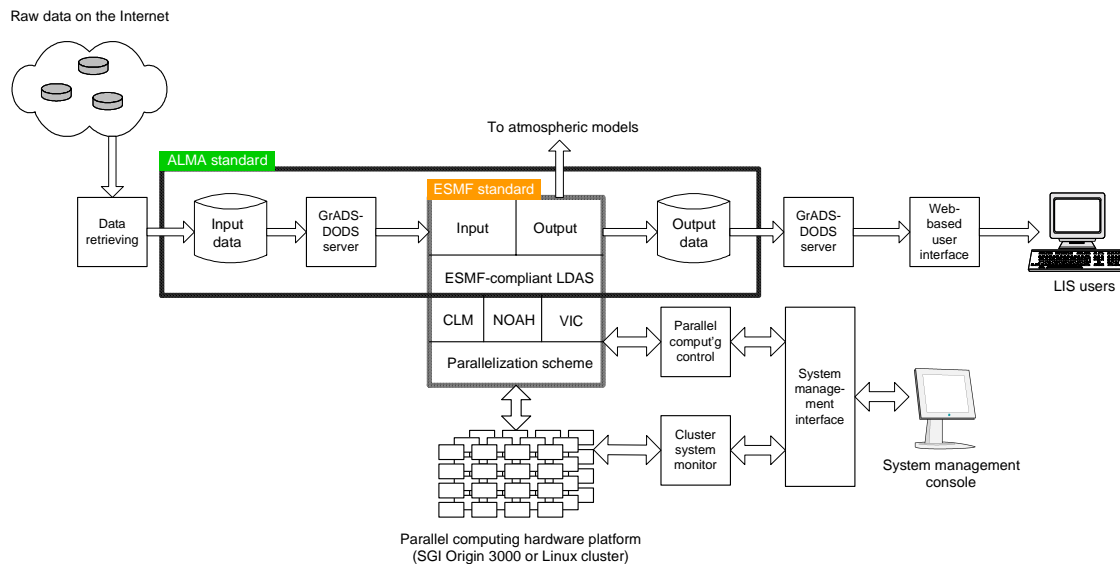 Raw data on the Internet
To atmospheric models
ALMA standard
ESMF standard
Data
retrieving
Input
data
GrADS-
DODS
server
Input
Output
Output
data
GrADS-
DODS
server
Web-
based
user
interface
LIS users
ESMF-compliant LDAS
CLM
NOAH
VIC
Parallelization scheme
Parallel
comput'g
control
System
manage-
ment
interface
Cluster
system
monitor
System management
console
Parallel computing hardware platform
(SGI Origin 3000 or Linux cluster)